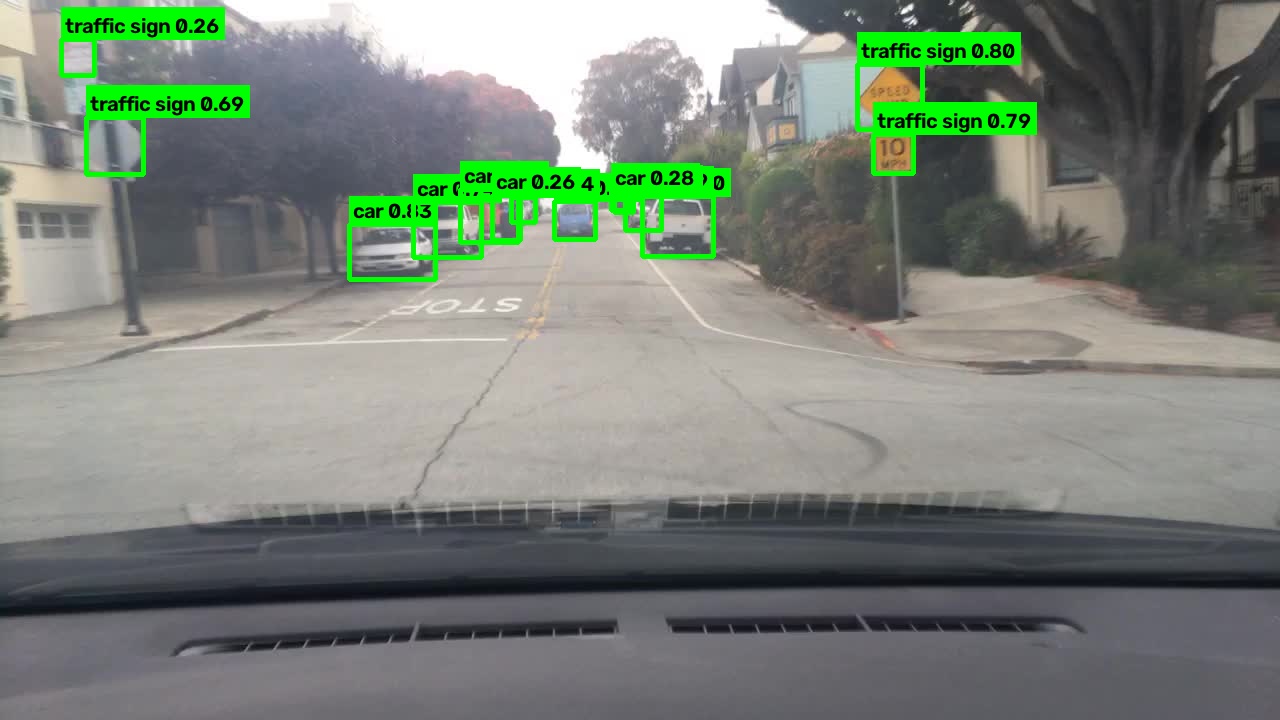 traffic sign 0.26
traffic sign 0.69
traffic sign 0.80
SPEED
traffic sign 0.79
10
MPH
car
car 0.26
car 0.28
car 0.83
STOP